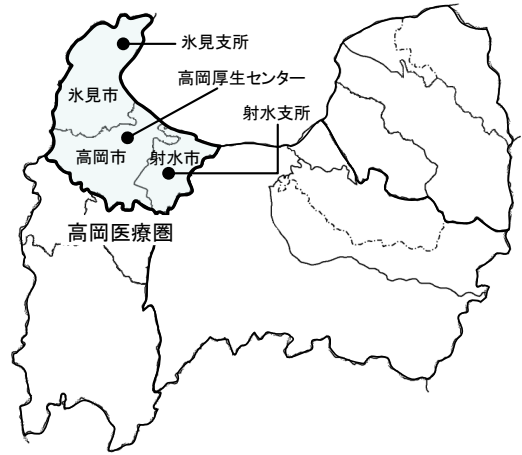 氷見支所
高岡厚生センター
氷見市
射水支所
高岡市
射水市
高岡医療圏